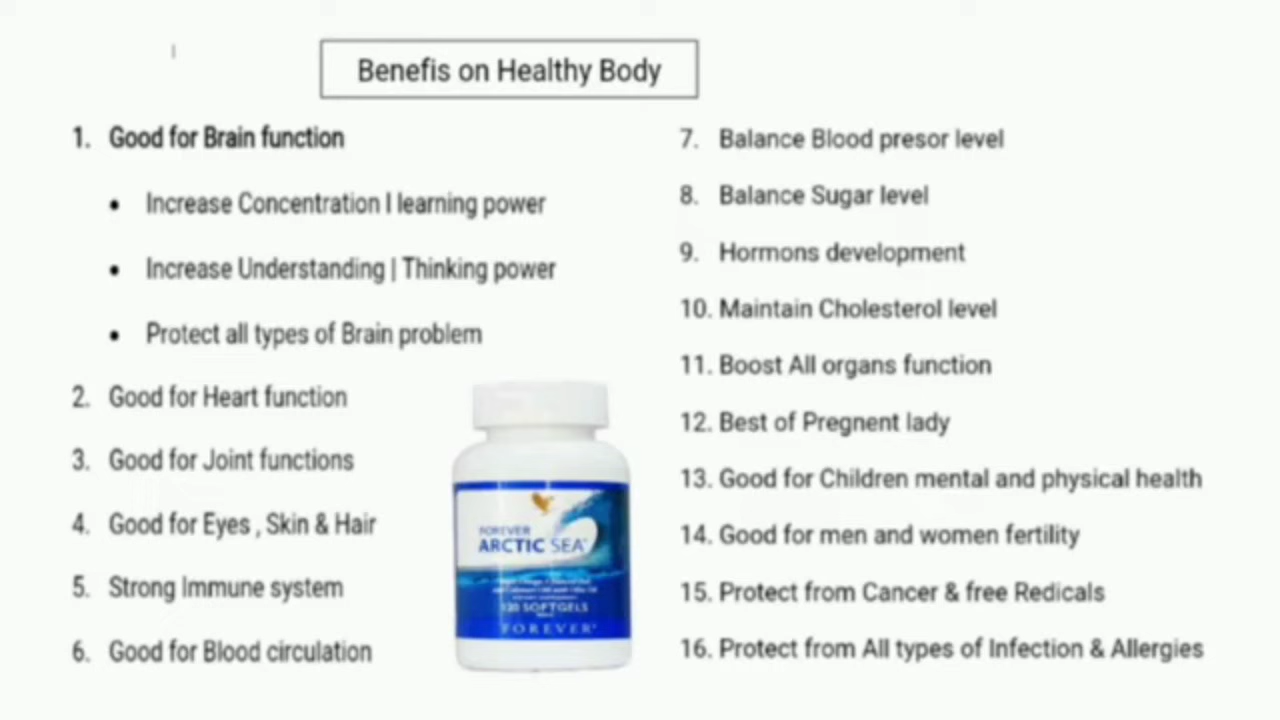 Benefis on Healthy Body
1. Good for Brain function
• Increase Concentration I learning power
• Increase Understanding | Thinking power
• Protect all types of Brain problem
2. Good for Heart function
3. Good for Joint functions
4. Good for Eyes , Skin & Hair
5. Strong Immune system
6. Good for Blood circulation
7. Balance Blood presor level
8. Balance Sugar level
9. Hormons development
10. Maintain Cholesterol level
11. Boost All organs function
12. Best of Pregnent lady
13. Good for Children mental and physical health
14. Good for men and women fertility
15. Protect from Cancer & free Redicals
16. Protect from All types of Infection & Allergies
FOREVER
ARCTIC SEA
120 SOFTGELS
FOREVER